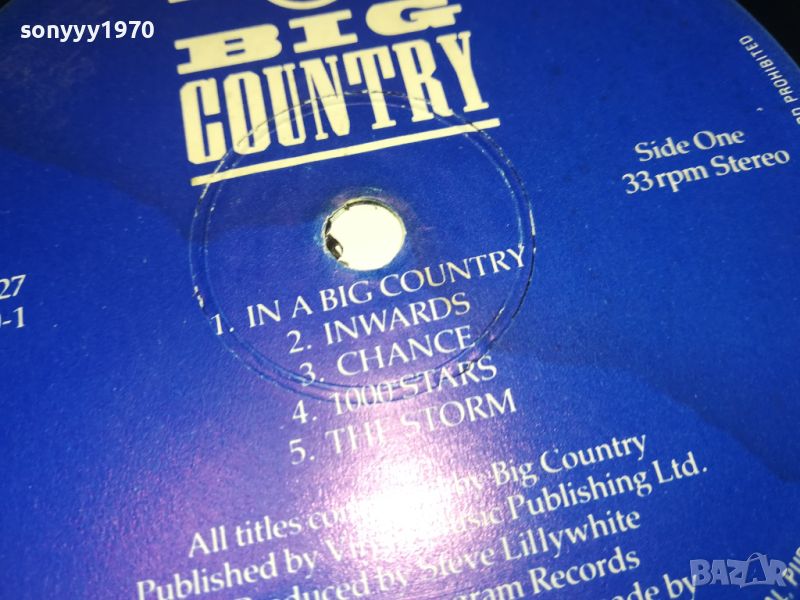 sonyyy1970
BIG
COUNTRY
PROHIBITED
Side One
33 rpm Stereo
27
-1
1. IN A BIG COUNTRY
2. INWARDS
3. CHANCE
4. 1000 STARS
5. THE STORM
All titles by Big Country
Published by Music Publishing Ltd.
by Steve Lillywhite
Records
by
BAZAR